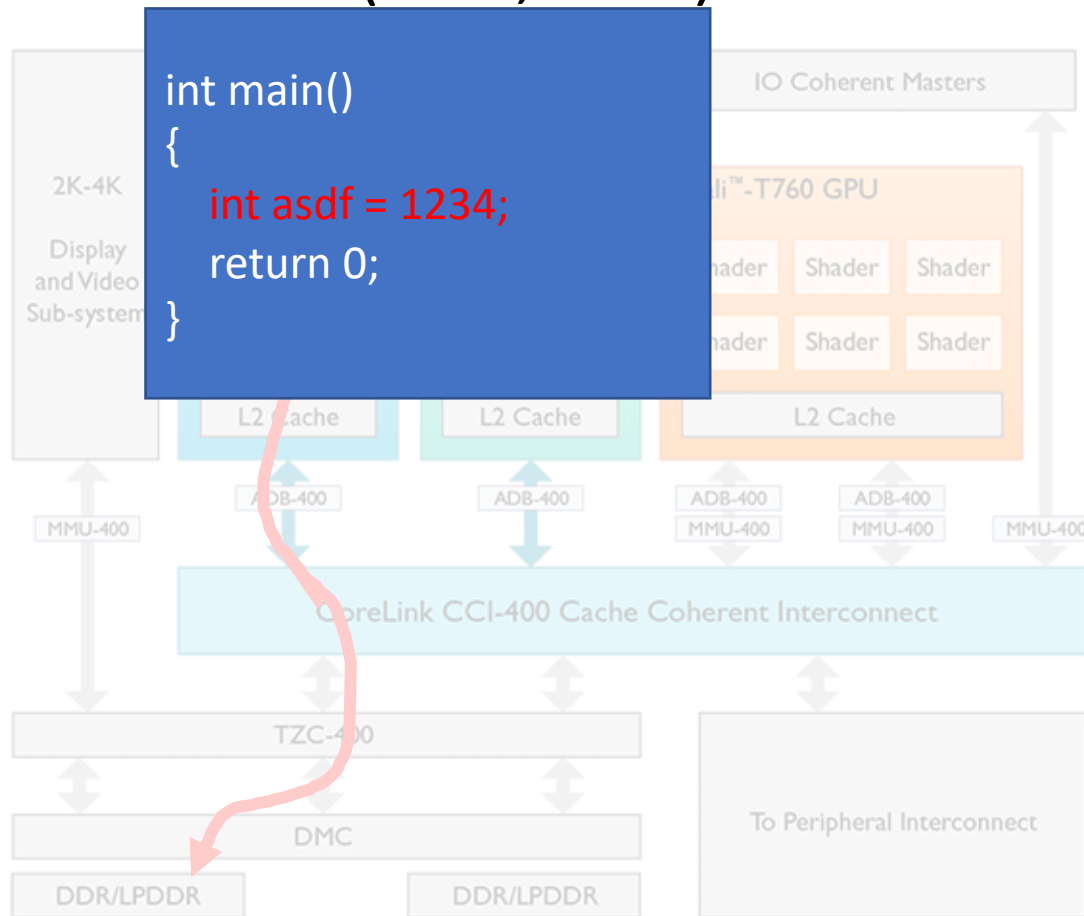 int main()
{
int asdf = 1234;
return 0;
}
IO Coherent Masters
2K-4K
Display
and Video
Sub-system
-T760 GPU
Shader
Shader
Shader
Shader
L2 Cache
L2 Cache
L2 Cache
ADB-400
ADB-400
ADB-400
ADB-400
MMU-400
MMU-400
MMU-400
MMU-400
CoreLink CCI-400 Cache Coherent Interconnect
TZC-400
DMC
To Peripheral Interconnect
DDR/LPDDR
DDR/LPDDR